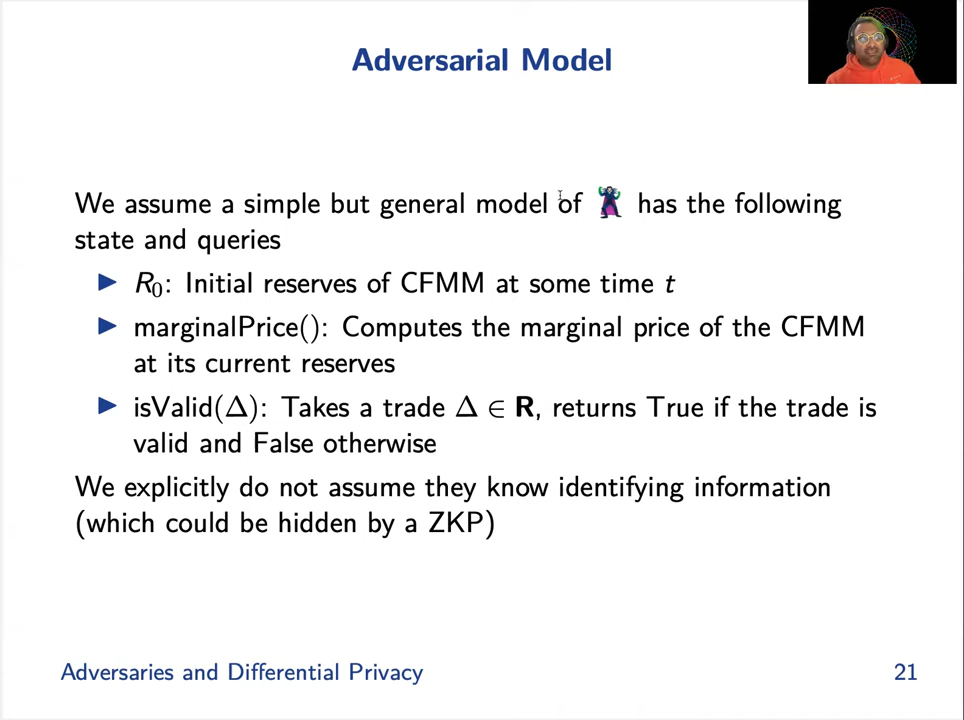 Adversarial Model
We assume a simple but general model of has the following
state and queries
▶ R₀: Initial reserves of CFMM at some time t
▶ marginalPrice(): Computes the marginal price of the CFMM
at its current reserves
▶ isValid(Δ): Takes a trade Δ ∈ R, returns True if the trade is
valid and False otherwise
We explicitly do not assume they know identifying information
(which could be hidden by a ZKP)
Adversaries and Differential Privacy 21